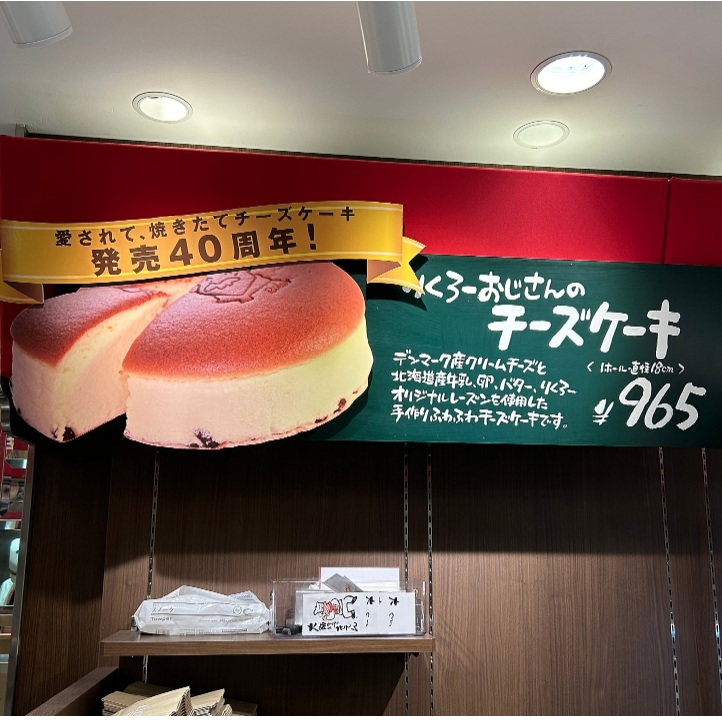 愛されて、焼きたてチーズケーキ
発売40周年!
りくろーおじさんの
チーズケーキ
〈ホール・直径18cm〉
¥965
デンマーク産クリームチーズと
北海道産牛乳、卵、バター、りくろー
オリジナルレーズンを使用した
手作りふわふわチーズケーキです。